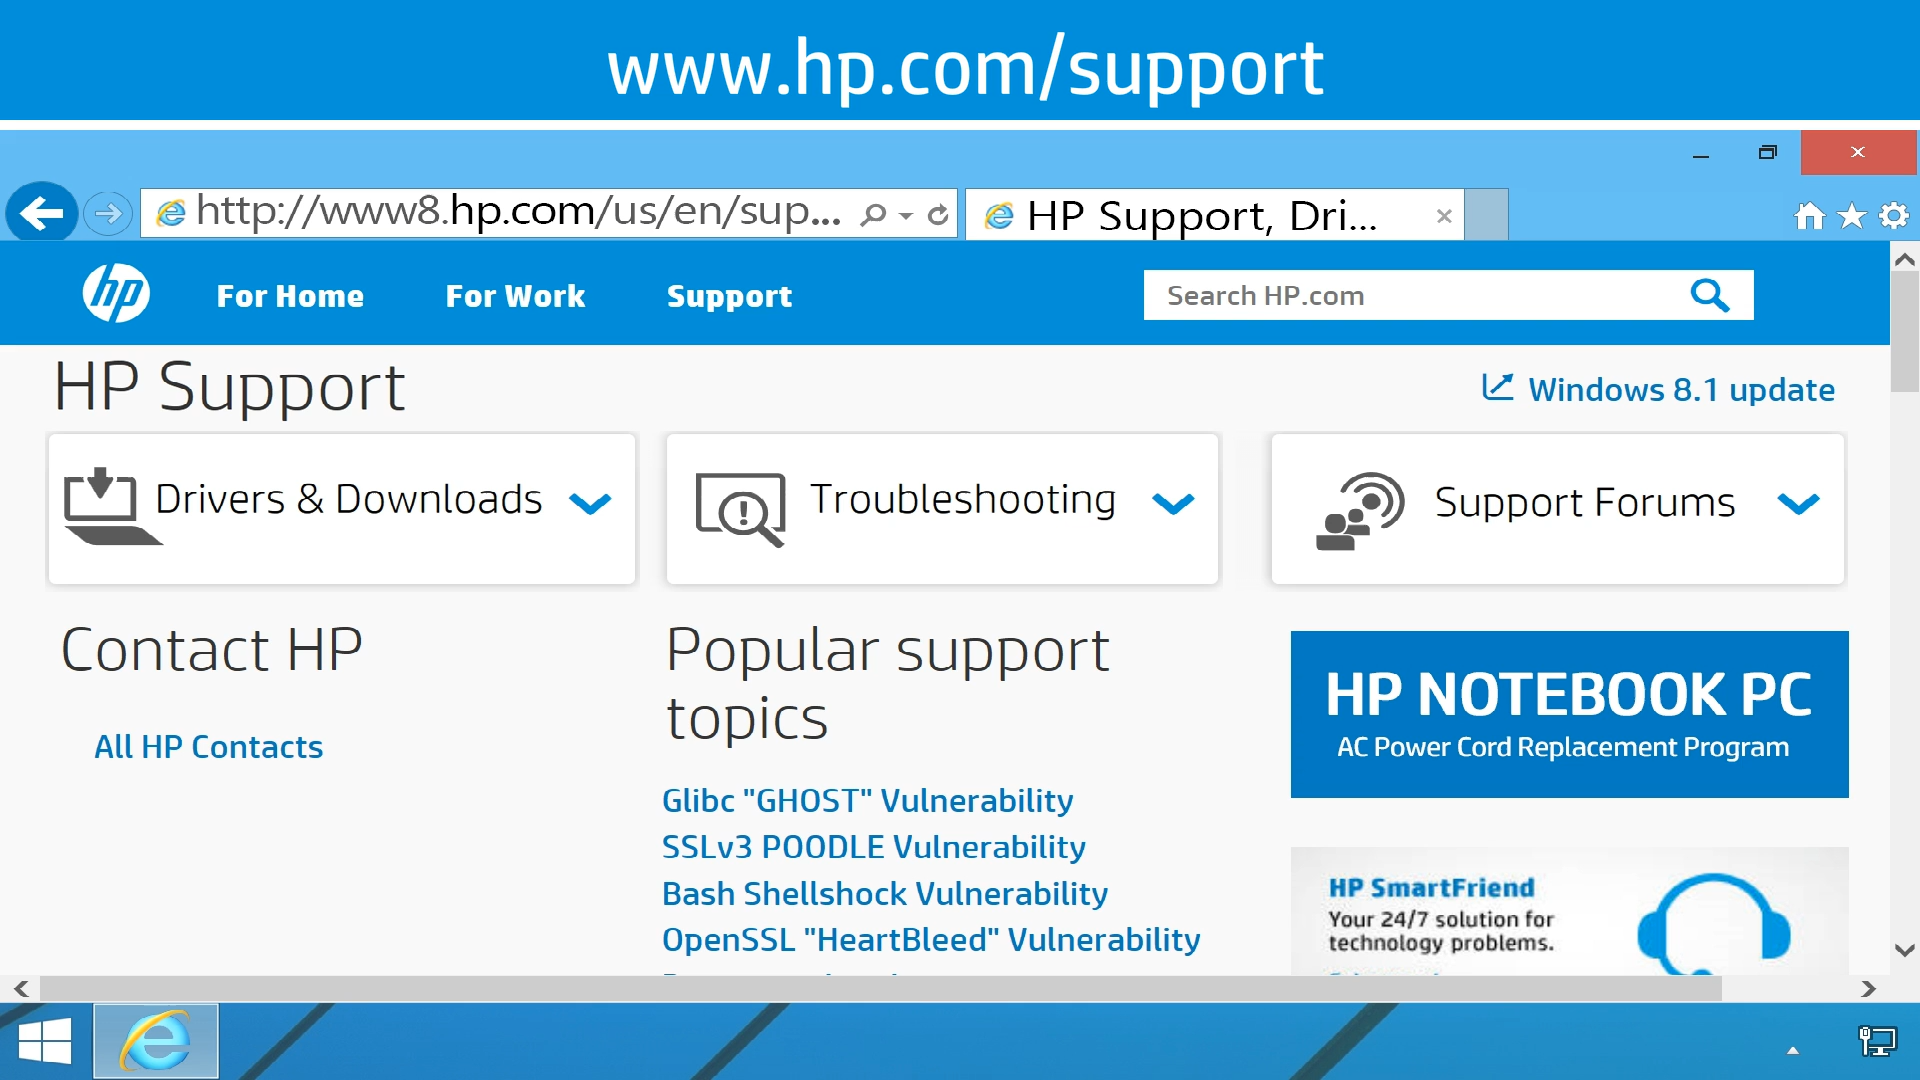 www.hp.com/support
http://www8.hp.com/us/en/sup...
HP Support, Dri...
hp
For Home
For Work
Support
Search HP.com
HP Support
Windows 8.1 update
Drivers & Downloads
Troubleshooting
Support Forums
Contact HP
All HP Contacts
Popular support
topics
Glibc "GHOST" Vulnerability
SSLv3 POODLE Vulnerability
Bash Shellshock Vulnerability
OpenSSL "HeartBleed" Vulnerability
HP NOTEBOOK PC
AC Power Cord Replacement Program
HP SmartFriend
Your 24/7 solution for
technology problems.